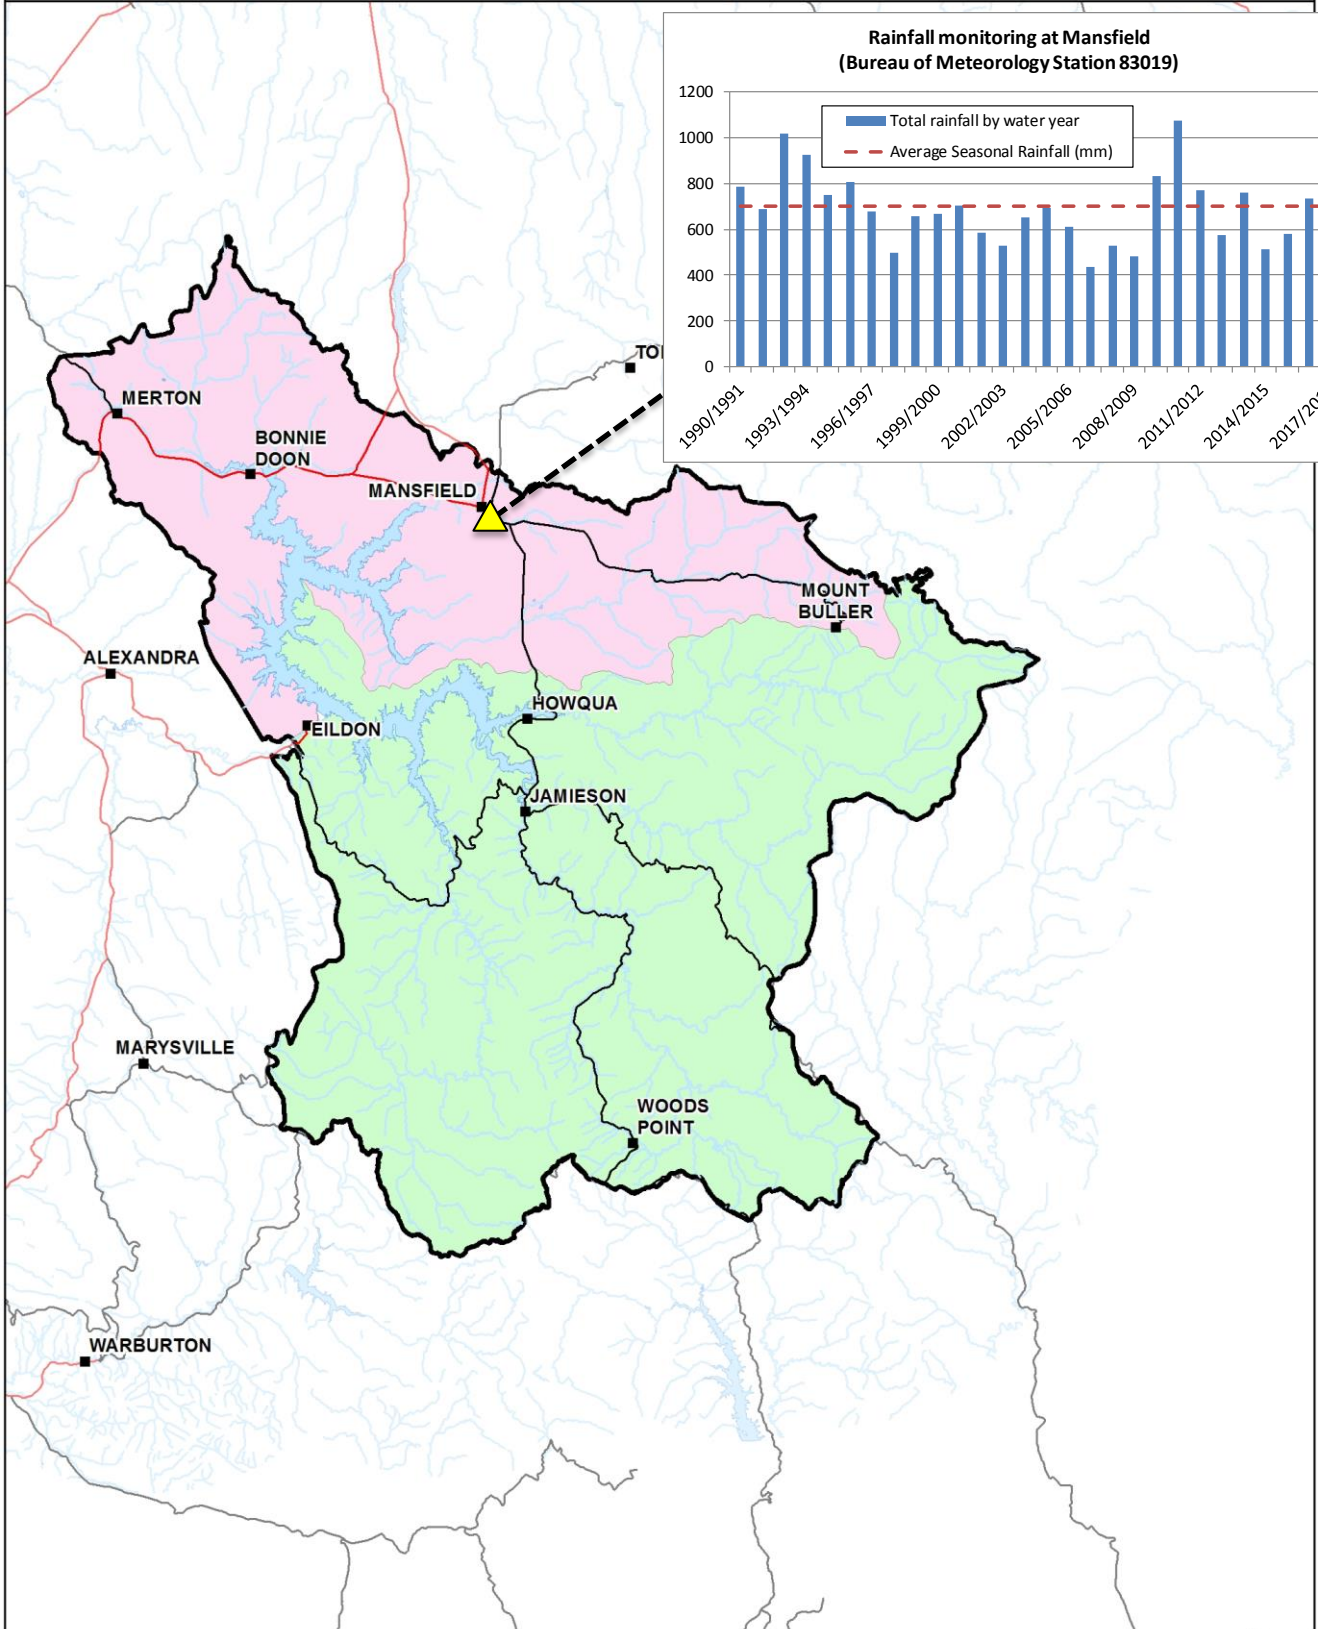 Rainfall monitoring at Mansfield
(Bureau of Meteorology Station 83019)
1200
1000
800
600
400
200
0
Total rainfall by water year
Average Seasonal Rainfall (mm)
1990/1991
1993/1994
1996/1997
1999/2000
2002/2003
2005/2006
2008/2009
2011/2012
2014/2015
2017/20
TO
MERTON
BONNIE
DOON
MANSFIELD
MOUNT
BULLER
ALEXANDRA
HOWQUA
EILDON
JAMIESON
MARYSVILLE
WOODS
POINT
WARBURTON